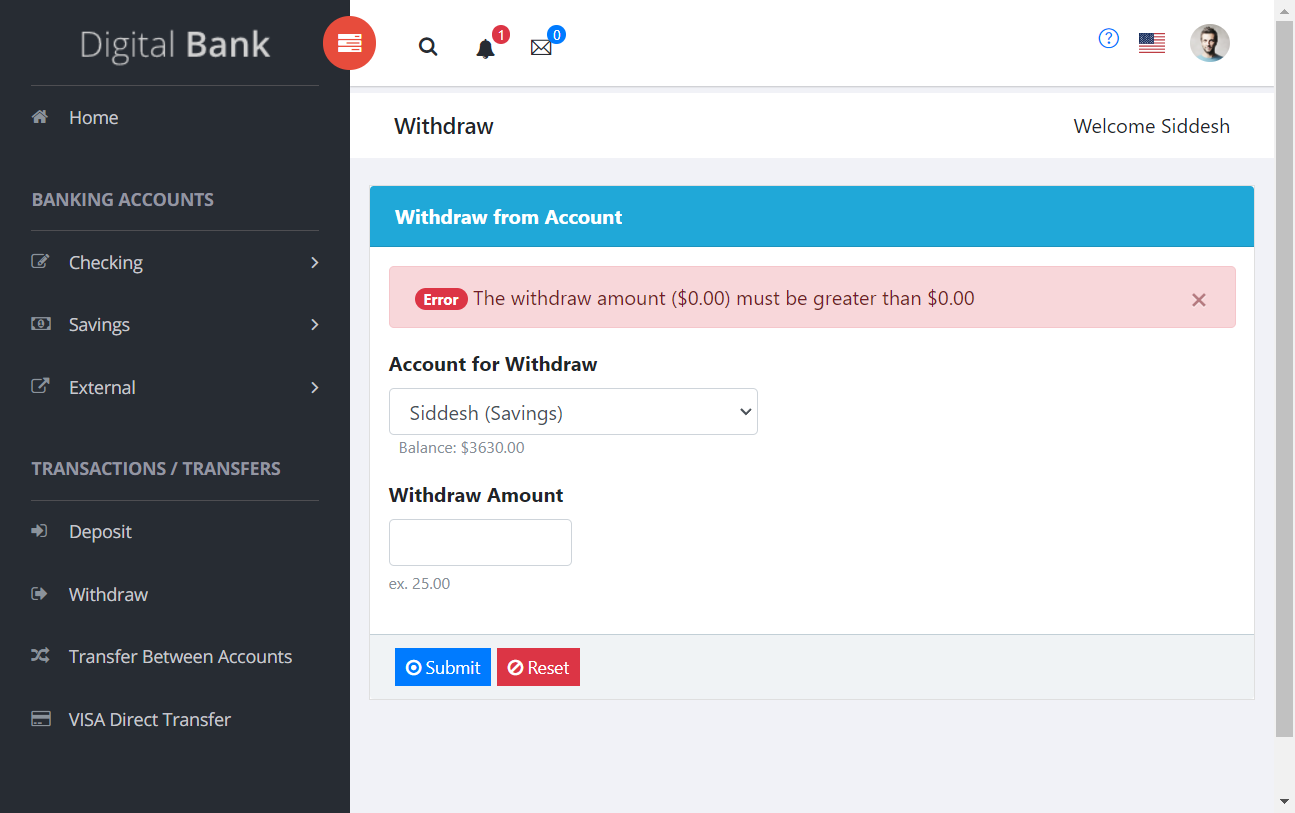 Digital Bank
1
0
Home
BANKING ACCOUNTS
Checking
Savings
External
TRANSACTIONS / TRANSFERS
Deposit
Withdraw
Transfer Between Accounts
VISA Direct Transfer
Withdraw
Welcome Siddesh
Withdraw from Account
Error The withdraw amount ($0.00) must be greater than $0.00
Account for Withdraw
Siddesh (Savings)
Balance: $3630.00
Withdraw Amount
ex. 25.00
Submit
Reset